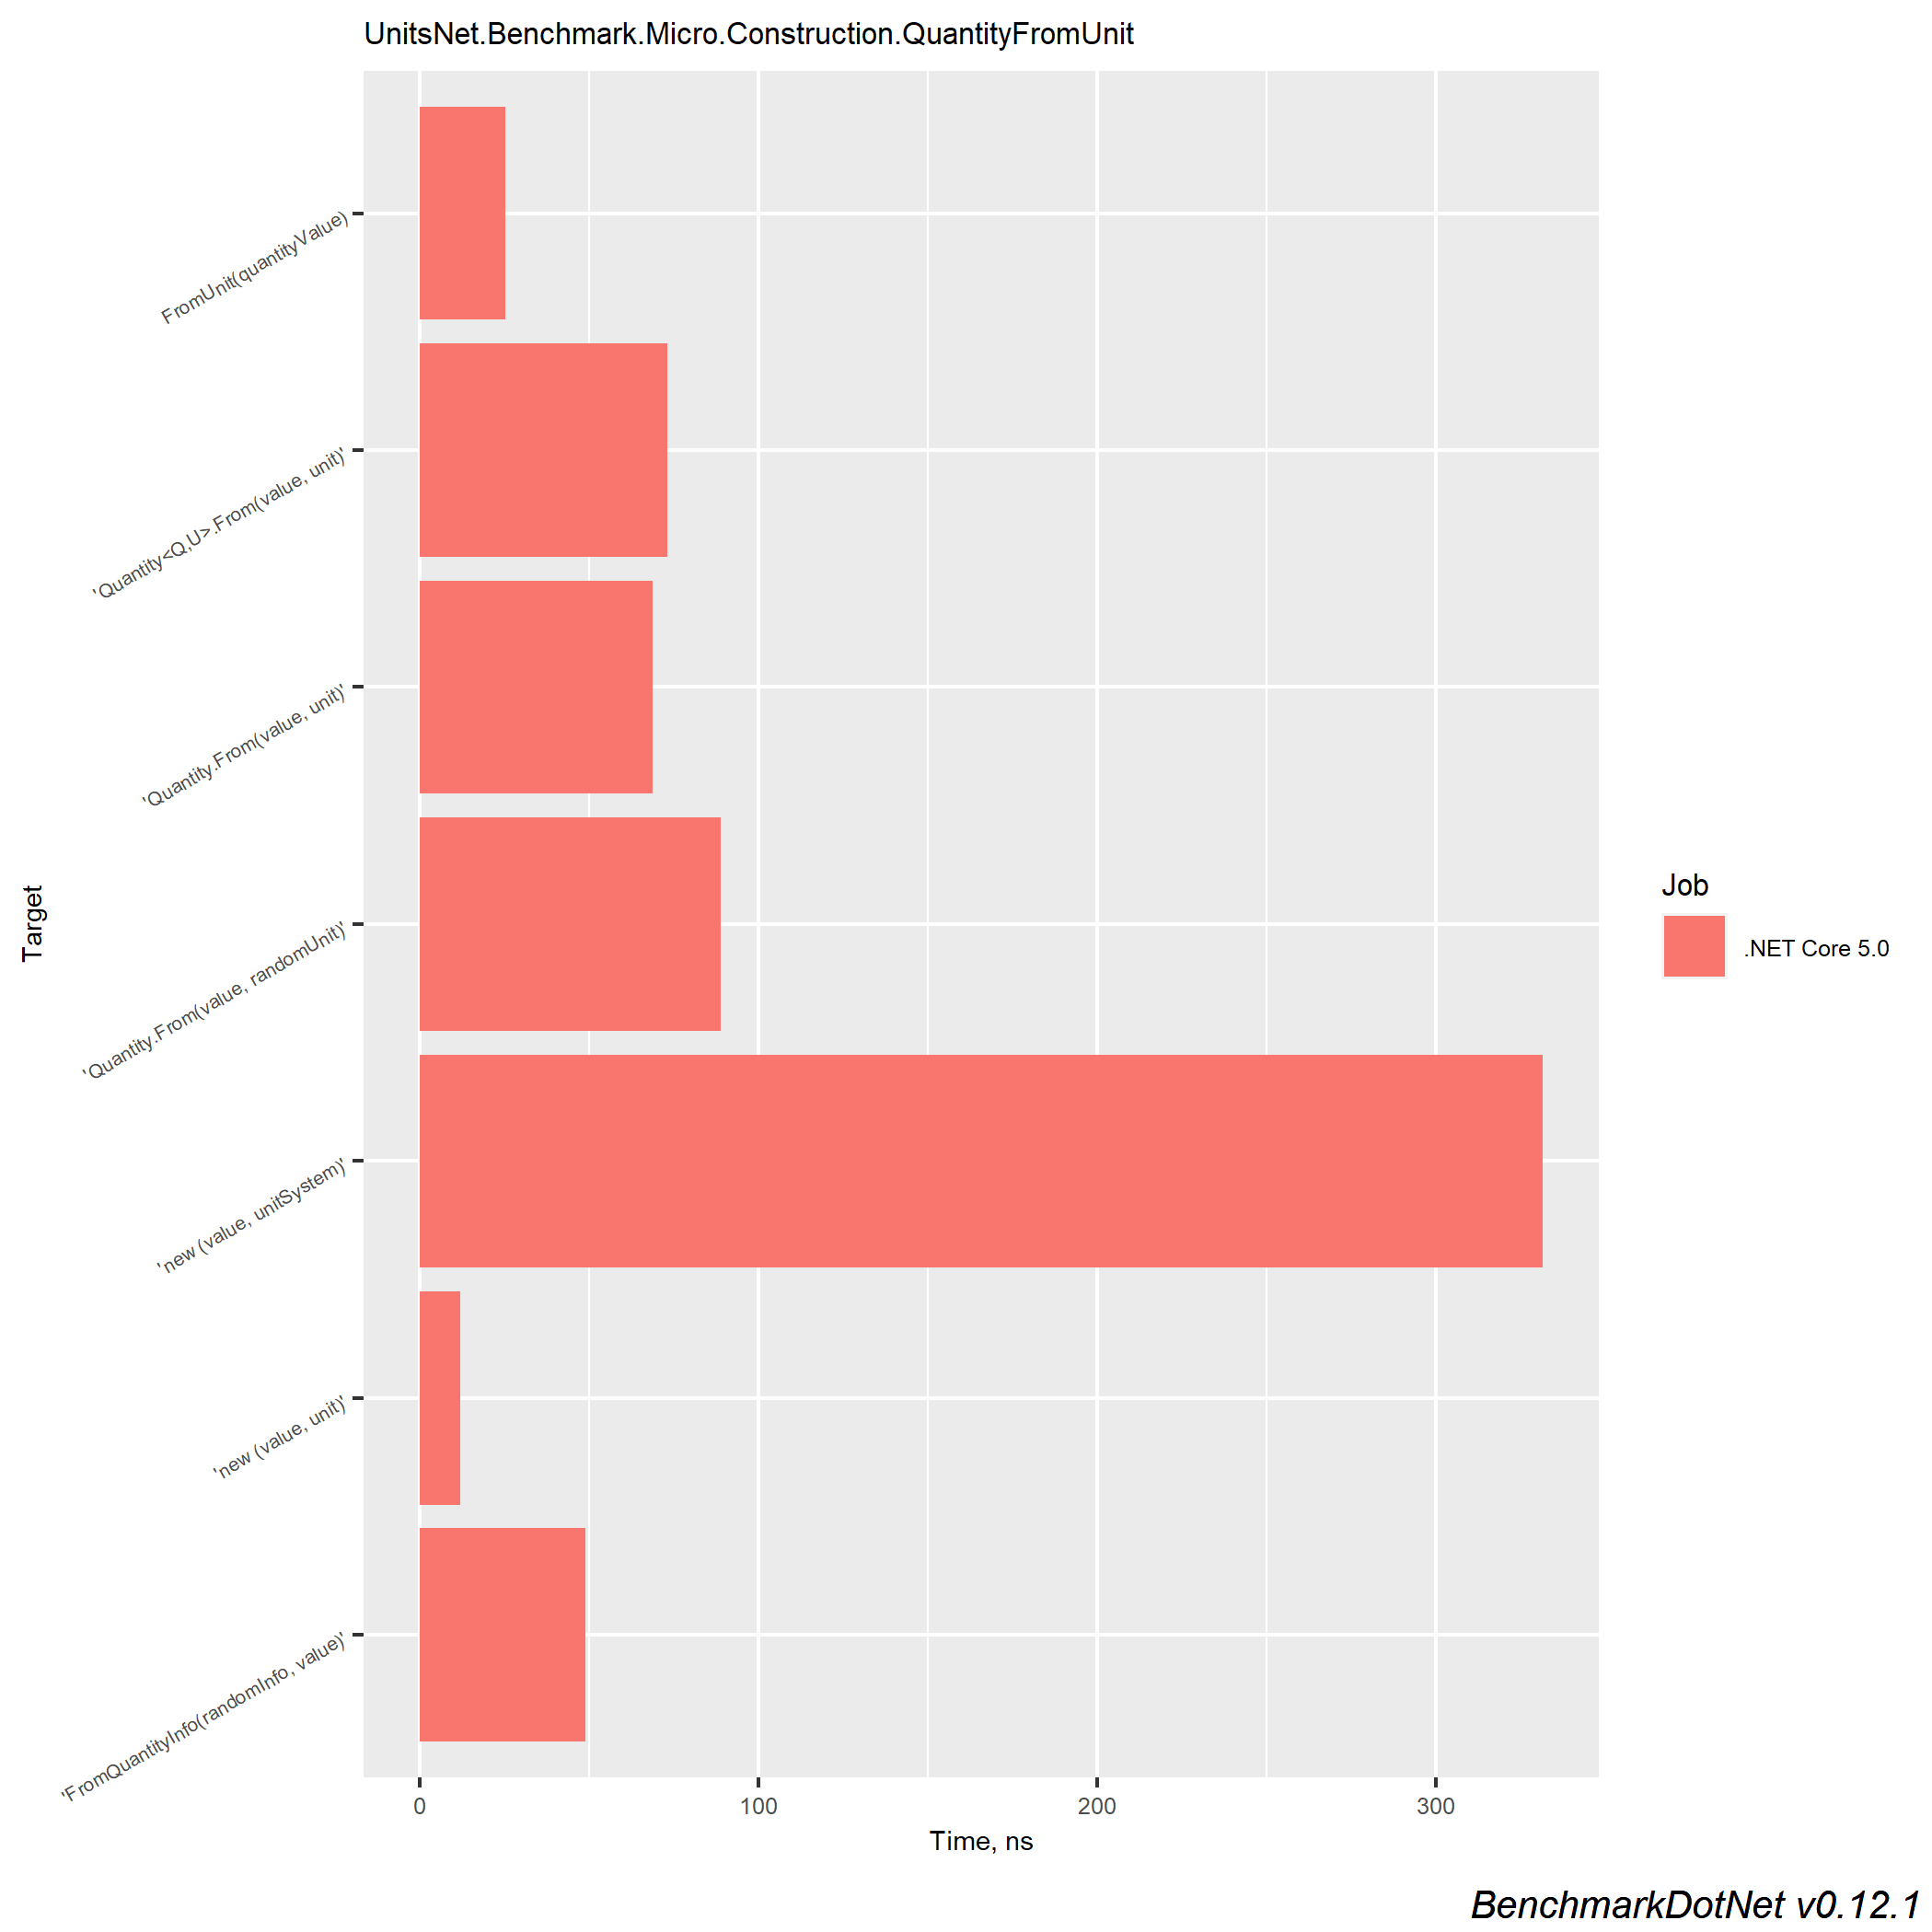 UnitsNet.Benchmark.Micro.Construction.QuantityFromUnit
FromUnit(quantityValue)
'Quantity<Q,U>.From(value, unit)'
'Quantity.From(value, unit)'
'Quantity.From(value, randomUnit)'
'new (value, unitSystem)'
'new (value, unit)'
'FromQuantityInfo(randomInfo, value)'
Target
0 100 200 300
Time, ns
Job
.NET Core 5.0
BenchmarkDotNet v0.12.1